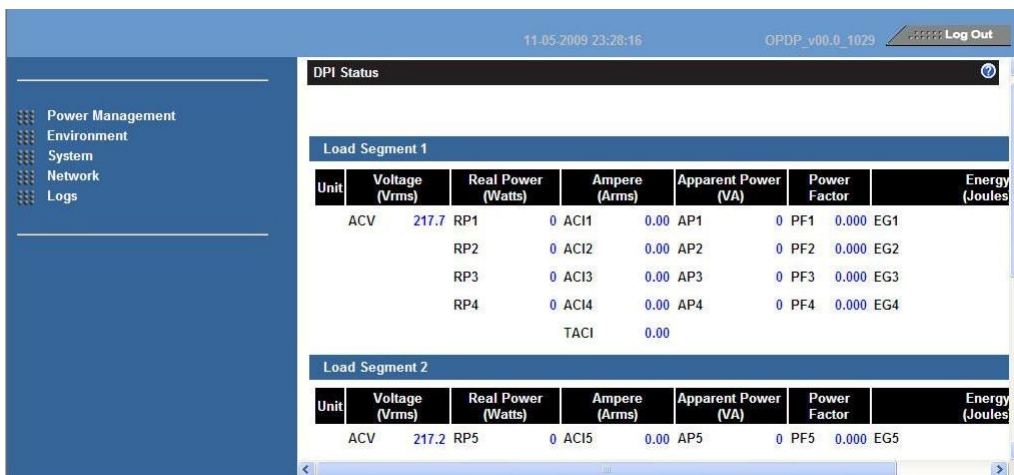 11-05-2009 23:28:16 OPDP_v00.0_1029 Log Out
DPI Status ?
Power Management
Environment
System
Network
Logs
Load Segment 1
Unit Voltage (Vrms) Real Power (Watts) Ampere (Arms) Apparent Power (VA) Power Factor Energy (Joules
ACV 217.7 RP1 0 ACI1 0.00 AP1 0 PF1 0.000 EG1
RP2 0 ACI2 0.00 AP2 0 PF2 0.000 EG2
RP3 0 ACI3 0.00 AP3 0 PF3 0.000 EG3
RP4 0 ACI4 0.00 AP4 0 PF4 0.000 EG4
TACI 0.00
Load Segment 2
Unit Voltage (Vrms) Real Power (Watts) Ampere (Arms) Apparent Power (VA) Power Factor Energy (Joules
ACV 217.2 RP5 0 ACI5 0.00 AP5 0 PF5 0.000 EG5